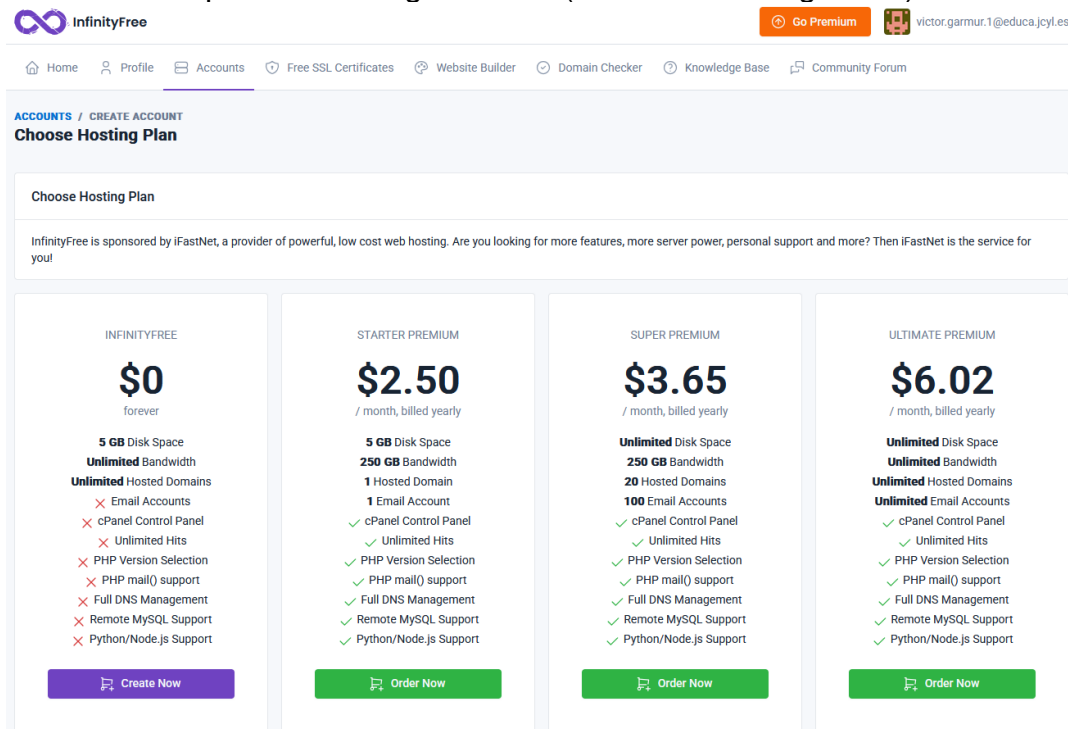 InfinityFree
Go Premium
victor.garmur.1@educa.jcyl.es
Home Profile Accounts Free SSL Certificates Website Builder Domain Checker Knowledge Base Community Forum
ACCOUNTS / CREATE ACCOUNT
Choose Hosting Plan
Choose Hosting Plan
InfinityFree is sponsored by iFastNet, a provider of powerful, low cost web hosting. Are you looking for more features, more server power, personal support and more? Then iFastNet is the service for
you!
INFINITYFREE
$0
forever
5 GB Disk Space
Unlimited Bandwidth
Unlimited Hosted Domains
Email Accounts
cPanel Control Panel
Unlimited Hits
PHP Version Selection
PHP mail() support
Full DNS Management
Remote MySQL Support
Python/Node.js Support
Create Now
STARTER PREMIUM
$2.50
/ month, billed yearly
5 GB Disk Space
250 GB Bandwidth
1 Hosted Domain
1 Email Account
cPanel Control Panel
Unlimited Hits
PHP Version Selection
PHP mail() support
Full DNS Management
Remote MySQL Support
Python/Node.js Support
Order Now
SUPER PREMIUM
$3.65
/ month, billed yearly
Unlimited Disk Space
250 GB Bandwidth
20 Hosted Domains
100 Email Accounts
cPanel Control Panel
Unlimited Hits
PHP Version Selection
PHP mail() support
Full DNS Management
Remote MySQL Support
Python/Node.js Support
Order Now
ULTIMATE PREMIUM
$6.02
/ month, billed yearly
Unlimited Disk Space
Unlimited Bandwidth
Unlimited Hosted Domains
Unlimited Email Accounts
cPanel Control Panel
Unlimited Hits
PHP Version Selection
PHP mail() support
Full DNS Management
Remote MySQL Support
Python/Node.js Support
Order Now